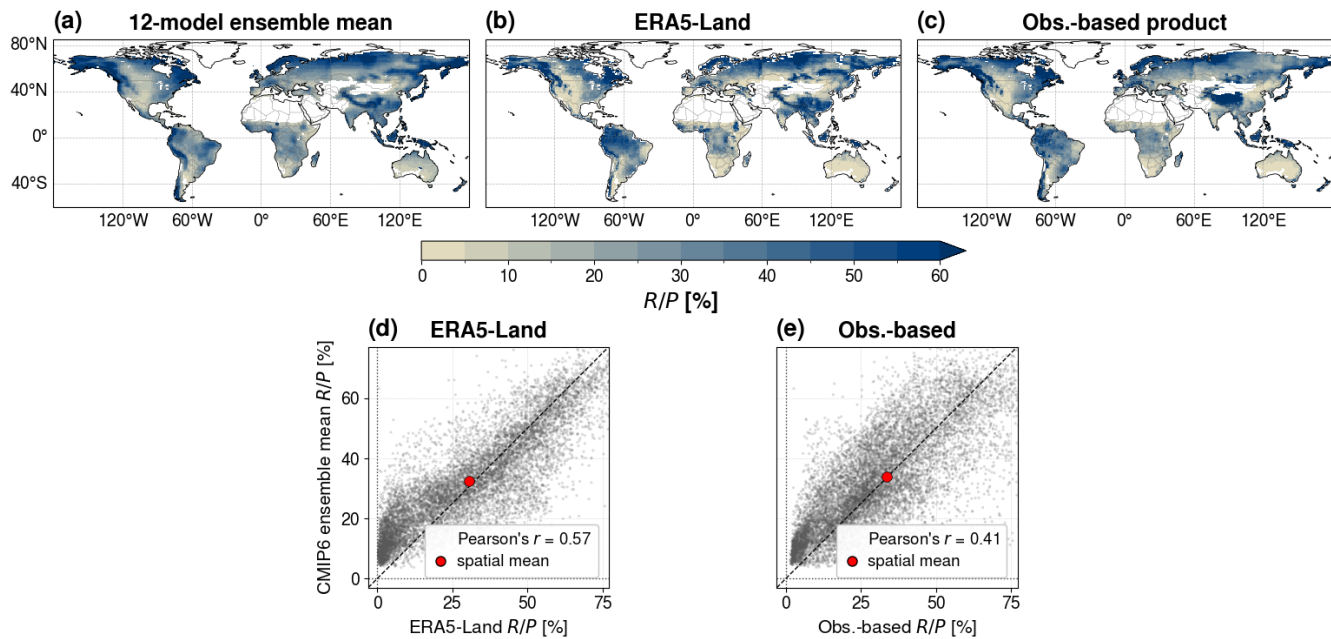 (a) 12-model ensemble mean
(b) ERA5-Land
(c) Obs.-based product
80°N
40°N
0°
40°S
120°W 60°W 0° 60°E 120°E
120°W 60°W 0° 60°E 120°E
120°W 60°W 0° 60°E 120°E
0 10 20 30 40 50 60
R/P [%]
(d) ERA5-Land
(e) Obs.-based
CMIP6 ensemble mean R/P [%]
60
40
20
0
Pearson's r = 0.57
spatial mean
0 25 50 75
ERA5-Land R/P [%]
Pearson's r = 0.41
spatial mean
0 25 50 75
Obs.-based R/P [%]